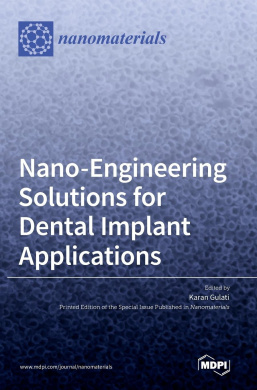 nanomaterials
Nano-Engineering
Solutions for
Dental Implant
Applications
Edited by
Karan Gulati
Printed Edition of the Special Issue Published in Nanomaterials
www.mdpi.com/journal/nanomaterials
MDPI